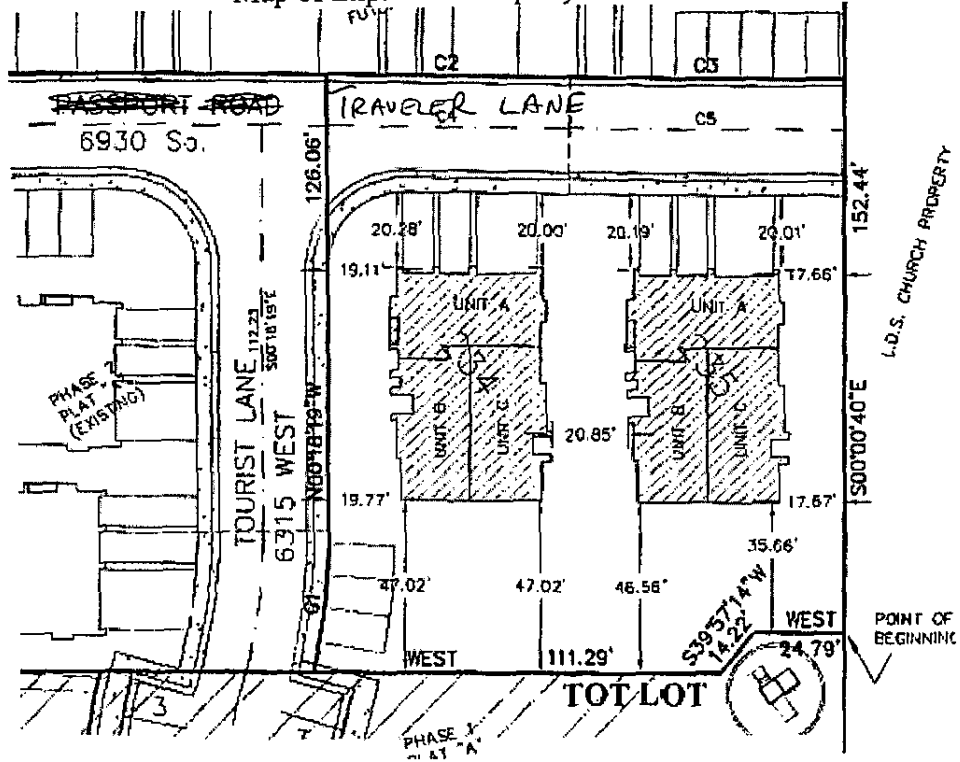 C2
C3
PASSPORT ROAD
TRAVELER LANE
C4
C5
6930 So.
126.06'
152.44'
L.D.S. CHURCH PROPERTY
20.28'
20.00'
20.19'
20.01'
19.11'
17.66'
UNIT A
UNIT A
112.23
S00°18'19"E
PHASE 2
PLAT "
(EXISTING)
TOURIST LANE
6315 WEST
N00°18'19"W
UNIT B
UNIT C
20.85'
UNIT B
UNIT C
S00°00'40"E
19.77'
17.67'
35.66'
47.02'
47.02'
46.56'
C1
S39°57'14"W
14.22'
WEST
24.79'
POINT OF
BEGINNING
WEST
111.29'
TOT LOT
3
PHASE 1
PLAT "A"